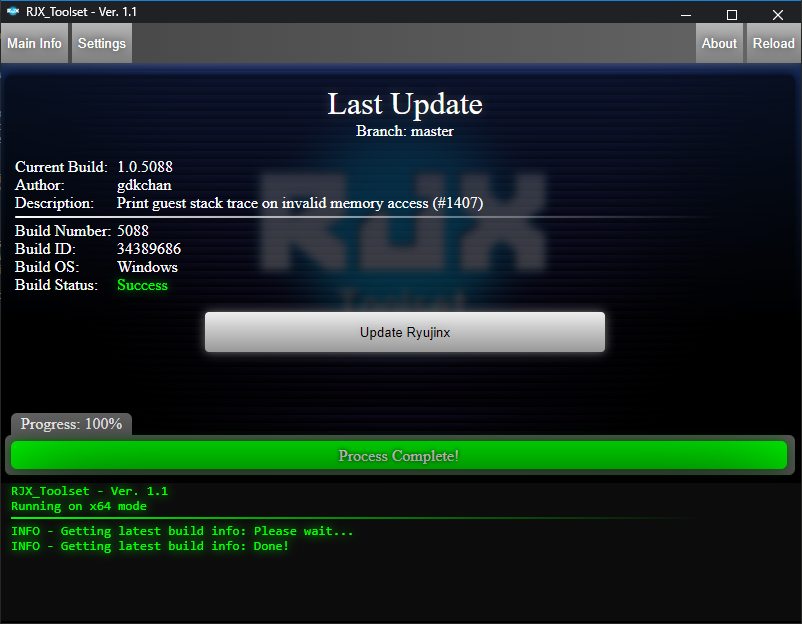 RJX_Toolset - Ver. 1.1
Main Info Settings About Reload
Last Update
Branch: master
Current Build: 1.0.5088
Author: gdkchan
Description: Print guest stack trace on invalid memory access (#1407)
Build Number: 5088
Build ID: 34389686
Build OS: Windows
Build Status: Success
RJX
Toolset
Update Ryujinx
Progress: 100%
Process Complete!
RJX_Toolset - Ver. 1.1
Running on x64 mode
INFO - Getting latest build info: Please wait...
INFO - Getting latest build info: Done!